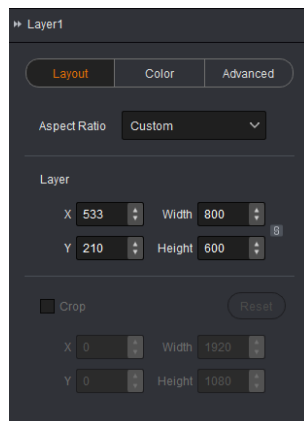 Layer1
Layout Color Advanced
Aspect Ratio Custom
Layer
X 533 Width 800
Y 210 Height 600
Crop Reset
X 0 Width 1920
Y 0 Height 1080